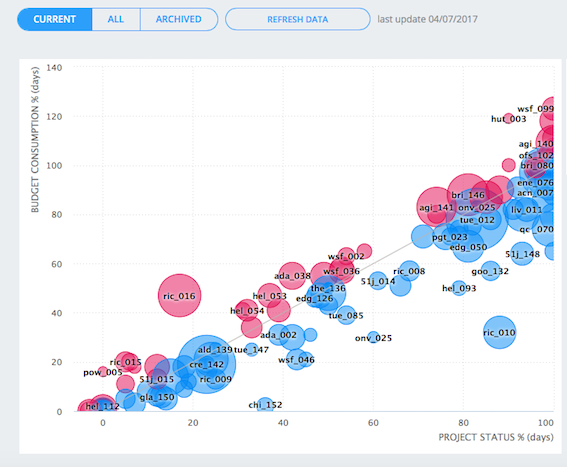 CURRENT ALL ARCHIVED REFRESH DATA last update 04/07/2017
BUDGET CONSUMPTION % (days)
140
120
100
80
60
40
20
0
wsf_099
hut_003
agi_140
ofs_102
bri_080
ene_076
acn_007
bri_146
agi_141
onv_025
liv_011
tue_012
qc_070
pgt_023
edg_050
51j_148
wsf_002
wsf_036
ric_008
goo_132
ada_038
51j_014
the_136
hel_093
ric_016
hel_053
edg_126
hel_054
tue_085
ric_010
ada_002
onv_025
ald_139
tue_147
wsf_046
ric_015
cre_142
pow_005
51j_015
ric_009
gla_150
chi_152
hel_112
0
20
40
60
80
100
PROJECT STATUS % (days)